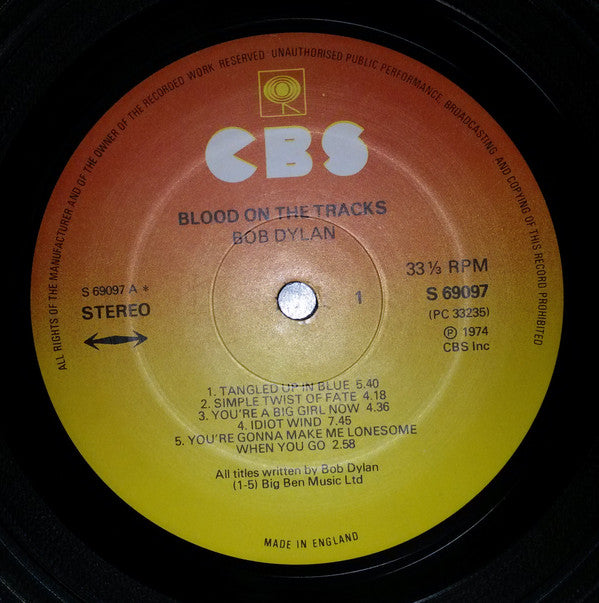 ALL RIGHTS OF THE MANUFACTURER AND OF THE OWNER OF THE RECORDED WORK RESERVED UNAUTHORISED PUBLIC PERFORMANCE, BROADCASTING AND COPYING OF THIS RECORD PROHIBITED
CBS
BLOOD ON THE TRACKS
BOB DYLAN
S 69097 A *
STEREO
1
33 ⅓ RPM
S 69097
(PC 33235)
Ⓟ 1974
CBS Inc
1. TANGLED UP IN BLUE 5.40
2. SIMPLE TWIST OF FATE 4.18
3. YOU'RE A BIG GIRL NOW 4.36
4. IDIOT WIND 7.45
5. YOU'RE GONNA MAKE ME LONESOME
WHEN YOU GO 2.58
All titles written by Bob Dylan
(1-5) Big Ben Music Ltd
MADE IN ENGLAND